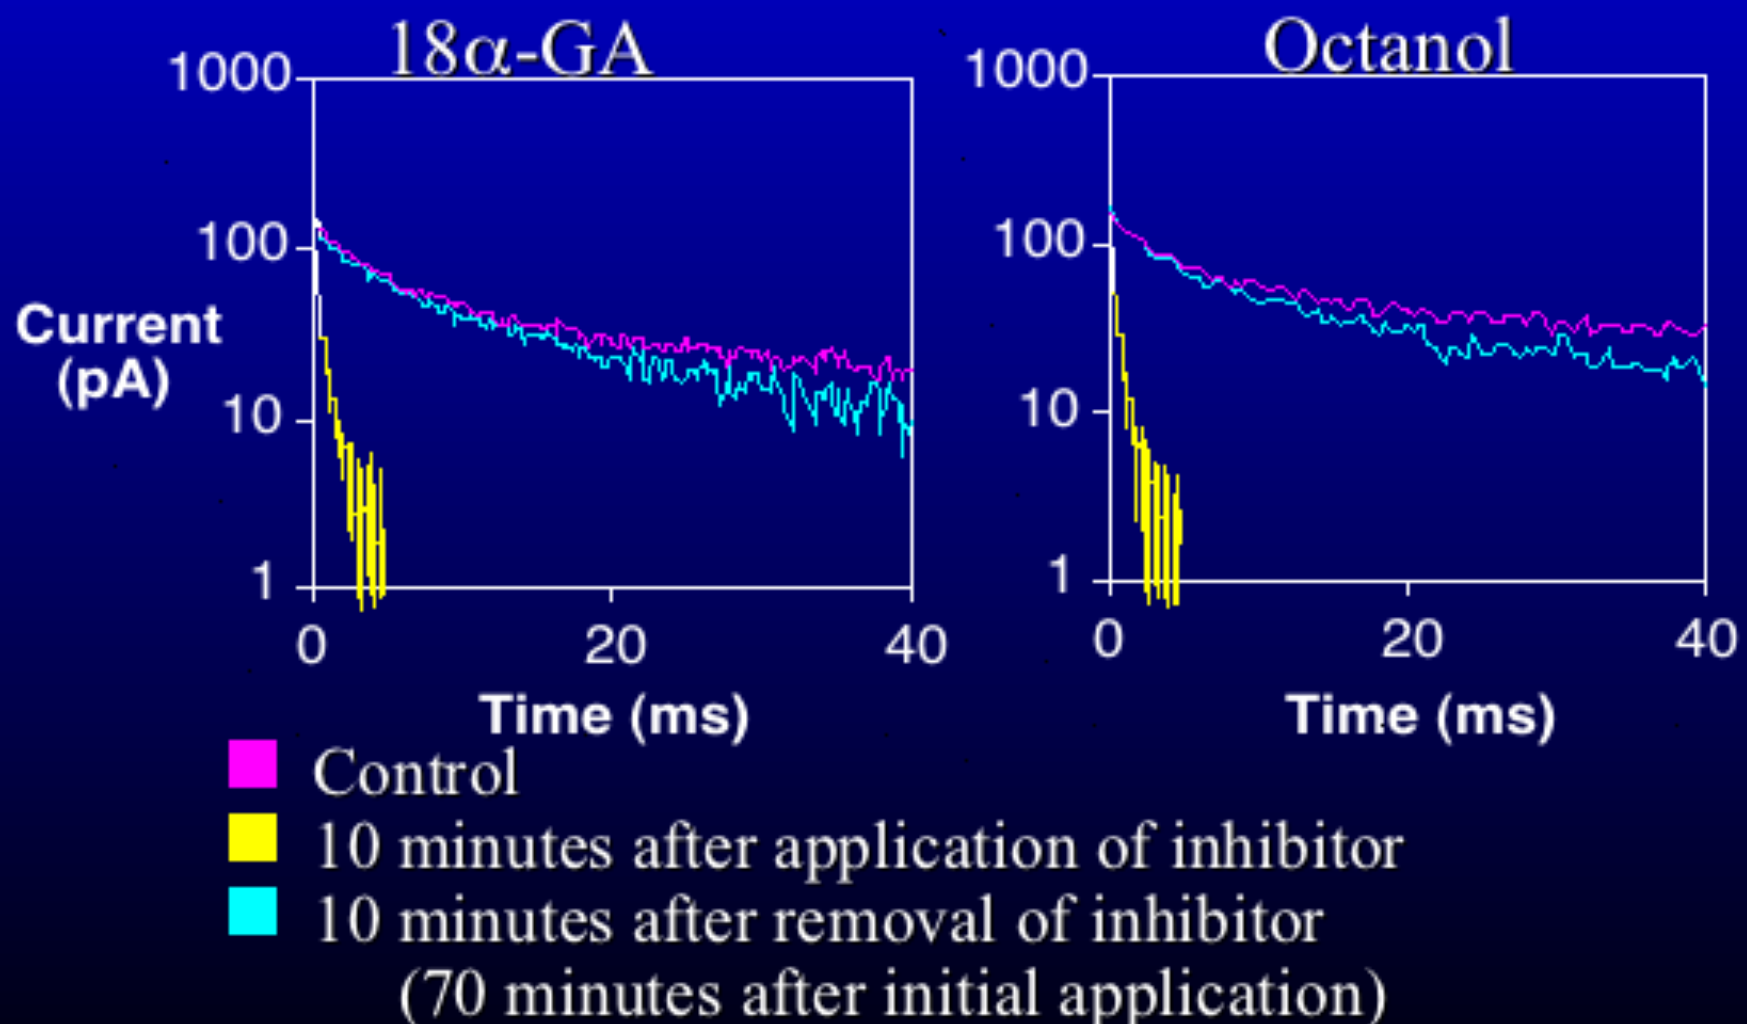 18α-GA
Octanol
1000
100
10
1
Current
(pA)
0
20
40
Time (ms)
1000
100
10
1
0
20
40
Time (ms)
Control
10 minutes after application of inhibitor
10 minutes after removal of inhibitor
(70 minutes after initial application)